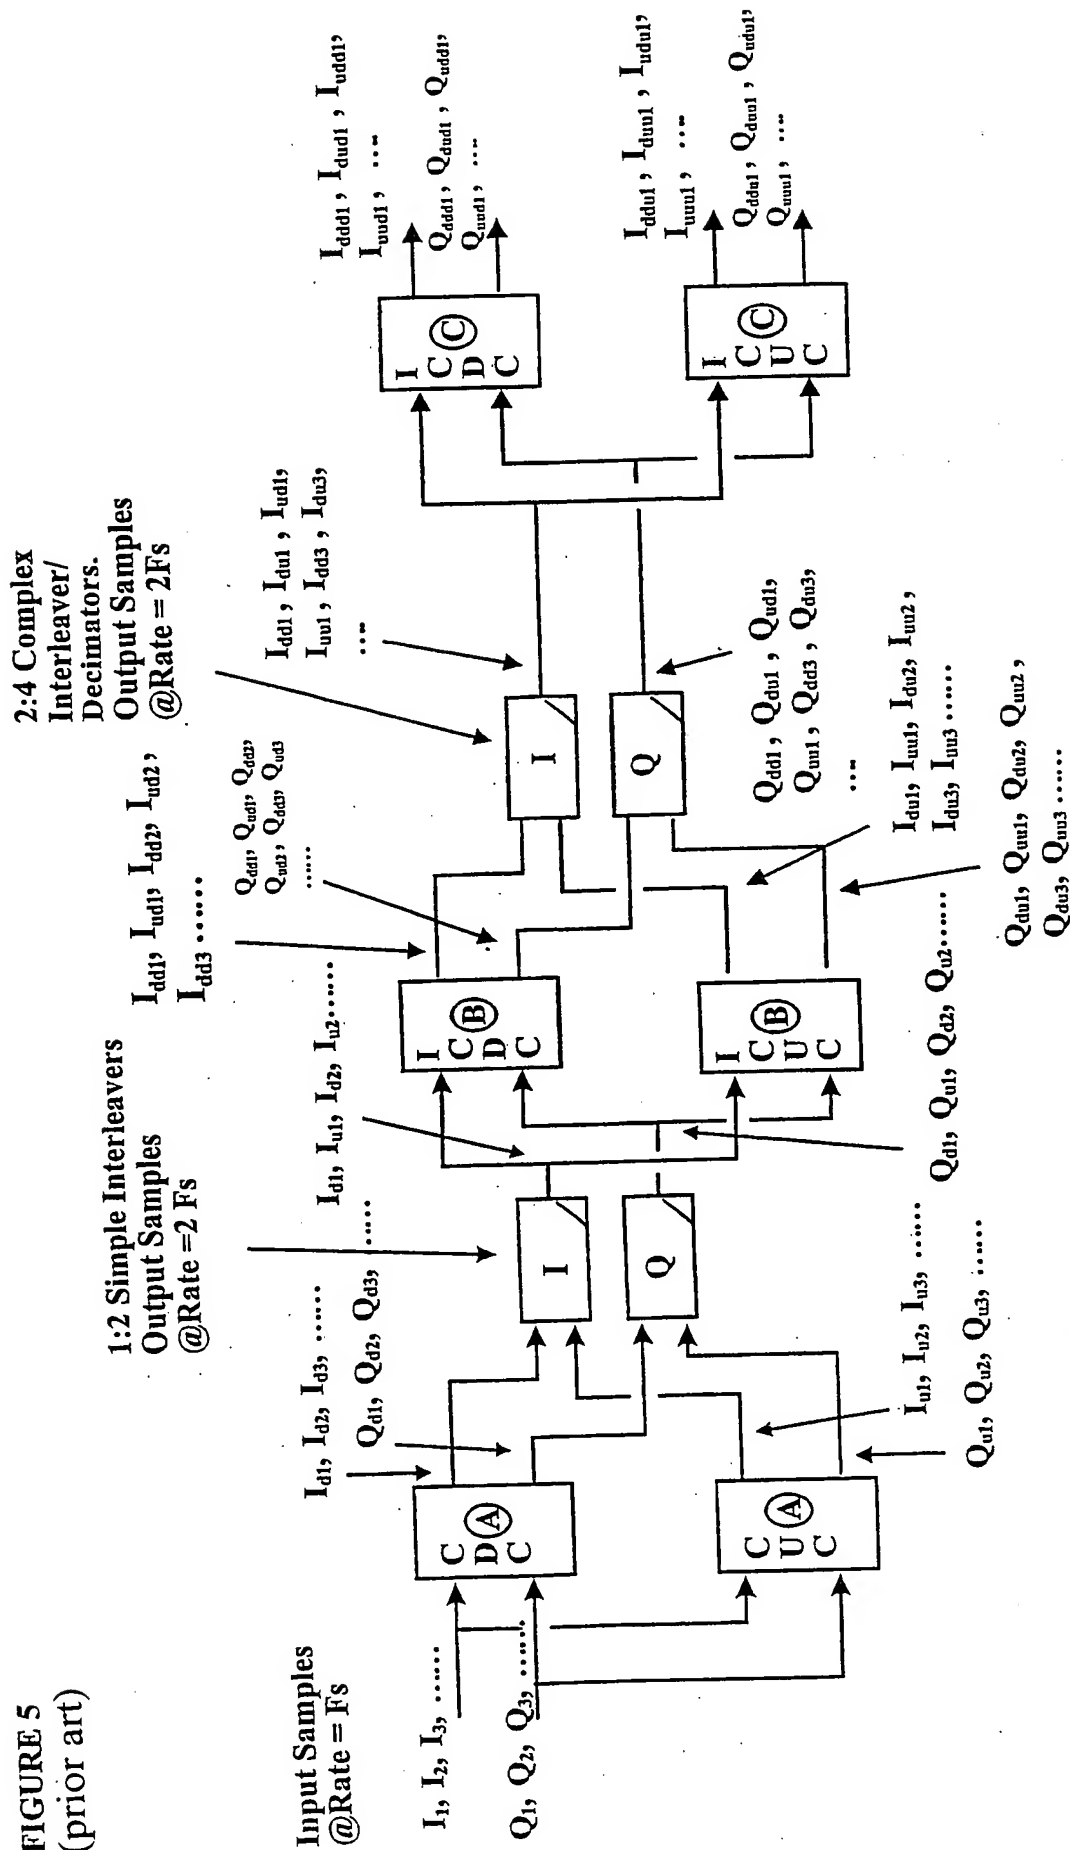 FIGURE 5
(prior art)
Input Samples
@Rate = Fs
I1, I2, I3, ......
Q1, Q2, Q3, ......
C
D
C
A
C
U
C
A
Id1, Id2, Id3, ......
Qd1, Qd2, Qd3, ......
Iu1, Iu2, Iu3, ......
Qu1, Qu2, Qu3, ......
1:2 Simple Interleavers
Output Samples
@Rate =2 Fs
I
Q
Id1, Iu1, Id2, Iu2......
Qd1, Qu1, Qd2, Qu2......
I
C
D
C
B
I
C
U
C
B
Idd1, Iud1, Idd2, Iud2,
Idd3 ......
Qdd1, Qud1, Qdd2,
Qud2, Qdd3, Qud3
......
Idu1, Iuu1, Idu2, Iuu2,
Idu3, Iuu3......
Qdu1, Quu1, Qdu2, Quu2,
Qdu3, Quu3......
2:4 Complex
Interleaver/
Decimators.
Output Samples
@Rate = 2Fs
I
Q
Idd1, Idu1, Iud1,
Iuu1, Idd3, Idu3,
....
Qdd1, Qdu1, Qud1,
Quu1, Qdd3, Qdu3,
....
I
C
D
C
C
I
C
U
C
C
Iddd1, Idud1, Iudd1,
Iuud1, ....
Qddd1, Qdud1, Qudd1,
Quud1, ....
Iddu1, Iduu1, Iudu1,
Iuuu1, ....
Qddu1, Qduu1, Qudu1,
Quuu1, ....